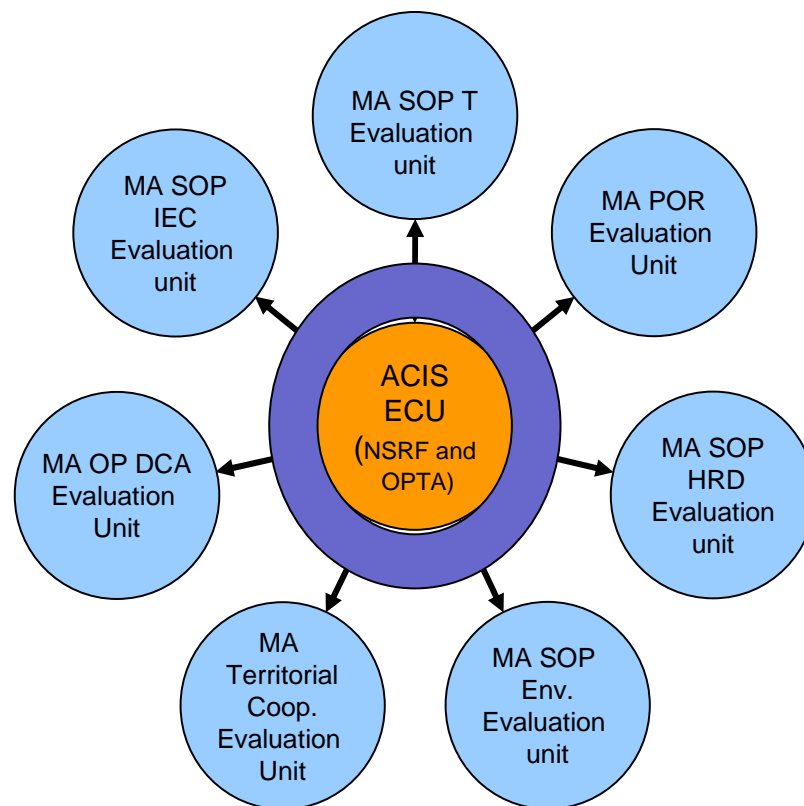 MA SOP T
Evaluation
unit
MA SOP
IEC
Evaluation
unit
MA POR
Evaluation
Unit
ACIS
ECU
(NSRF and
OPTA)
MA OP DCA
Evaluation
Unit
MA SOP
HRD
Evaluation
unit
MA
Territorial
Coop.
Evaluation
Unit
MA SOP
Env.
Evaluation
unit